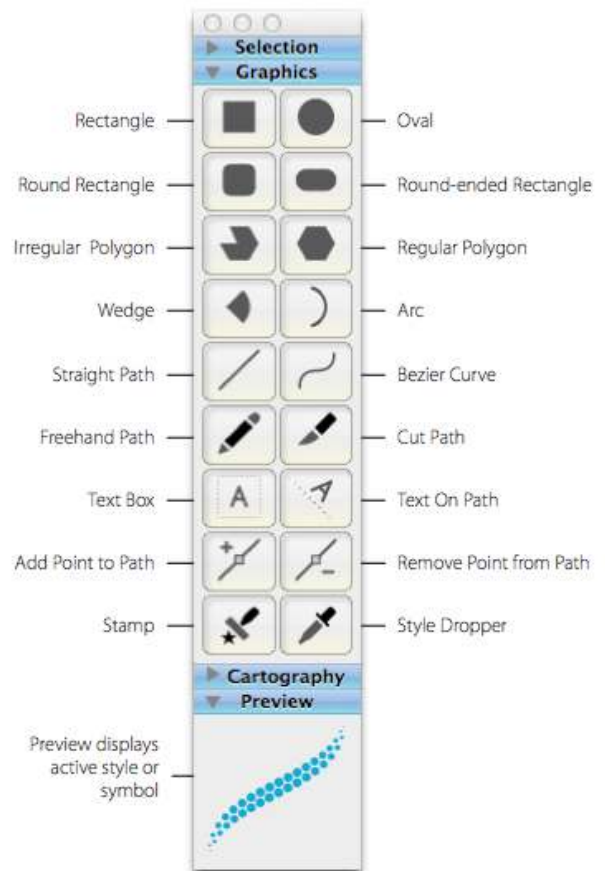 Selection
Graphics
Rectangle
Oval
Round Rectangle
Round-ended Rectangle
Irregular Polygon
Regular Polygon
Wedge
Arc
Straight Path
Bezier Curve
Freehand Path
Cut Path
A
A
Text Box
Text On Path
Add Point to Path
Remove Point from Path
Stamp
Style Dropper
Cartography
Preview
Preview displays
active style or
symbol